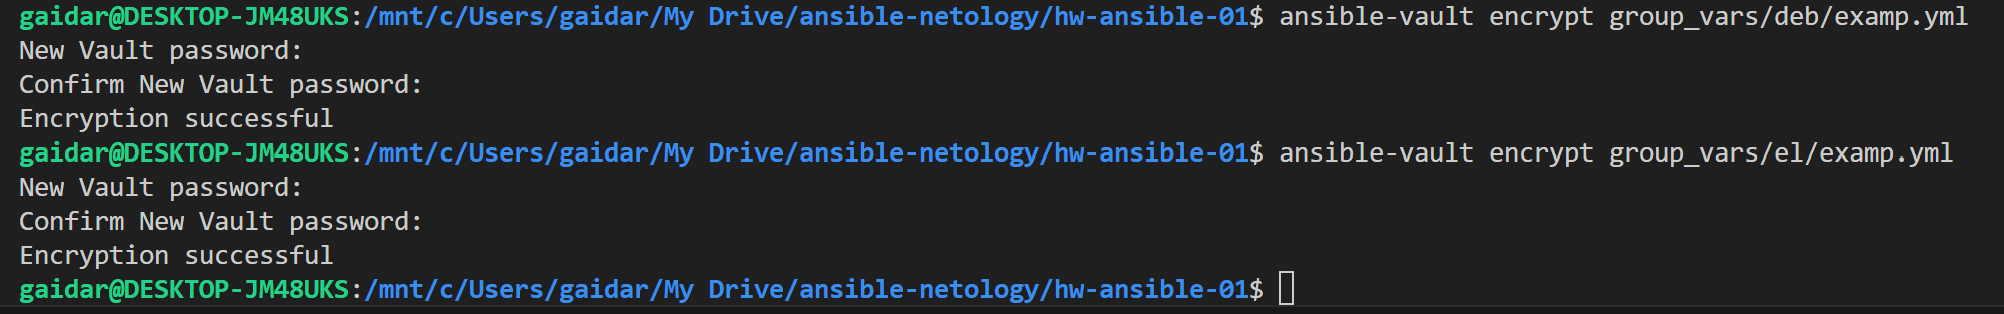 gaidar@DESKTOP-JM48UKS:/mnt/c/Users/gaidar/My Drive/ansible-netology/hw-ansible-01$ ansible-vault encrypt group_vars/deb/examp.yml
New Vault password:
Confirm New Vault password:
Encryption successful
gaidar@DESKTOP-JM48UKS:/mnt/c/Users/gaidar/My Drive/ansible-netology/hw-ansible-01$ ansible-vault encrypt group_vars/el/examp.yml
New Vault password:
Confirm New Vault password:
Encryption successful
gaidar@DESKTOP-JM48UKS:/mnt/c/Users/gaidar/My Drive/ansible-netology/hw-ansible-01$